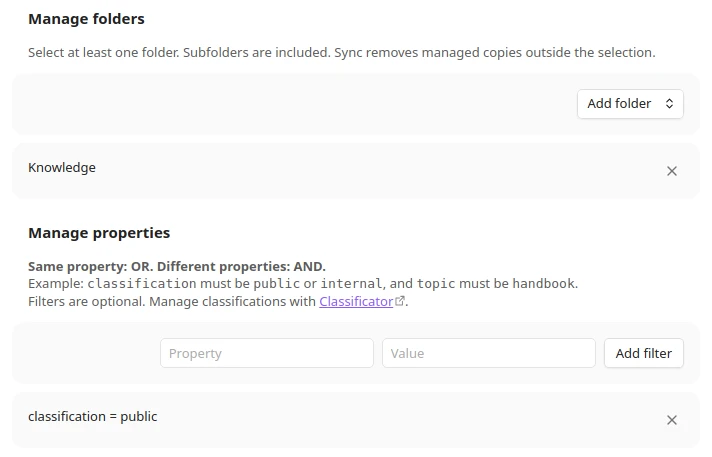 Manage folders
Select at least one folder. Subfolders are included. Sync removes managed copies outside the selection.
Add folder
Knowledge
Manage properties
Same property: OR. Different properties: AND.
Example: classification must be public or internal, and topic must be handbook.
Filters are optional. Manage classifications with Classificator.
Property
Value
Add filter
classification = public